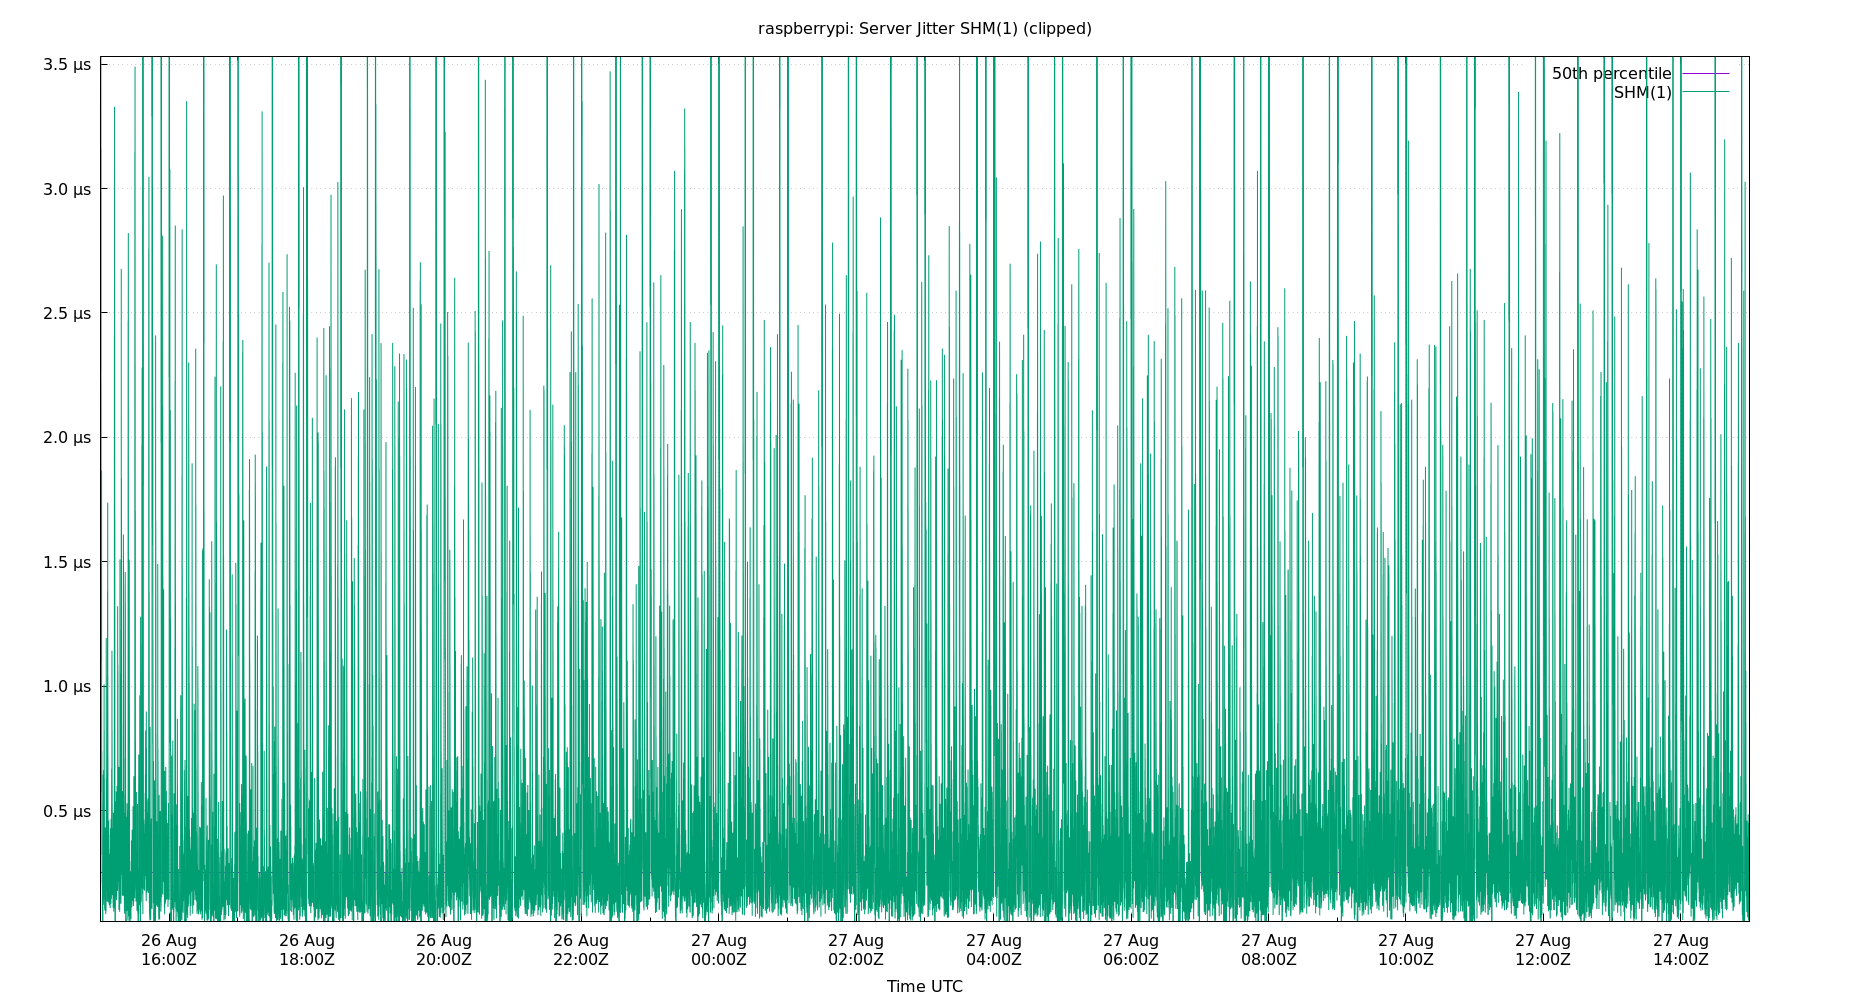 raspberrypi: Server Jitter SHM(1) (clipped)
3.5 µs
3.0 µs
2.5 µs
2.0 µs
1.5 µs
1.0 µs
0.5 µs
50th percentile
SHM(1)
26 Aug 26 Aug 26 Aug 26 Aug 27 Aug 27 Aug 27 Aug 27 Aug 27 Aug 27 Aug 27 Aug 27 Aug
16:00Z 18:00Z 20:00Z 22:00Z 00:00Z 02:00Z 04:00Z 06:00Z 08:00Z 10:00Z 12:00Z 14:00Z
Time UTC